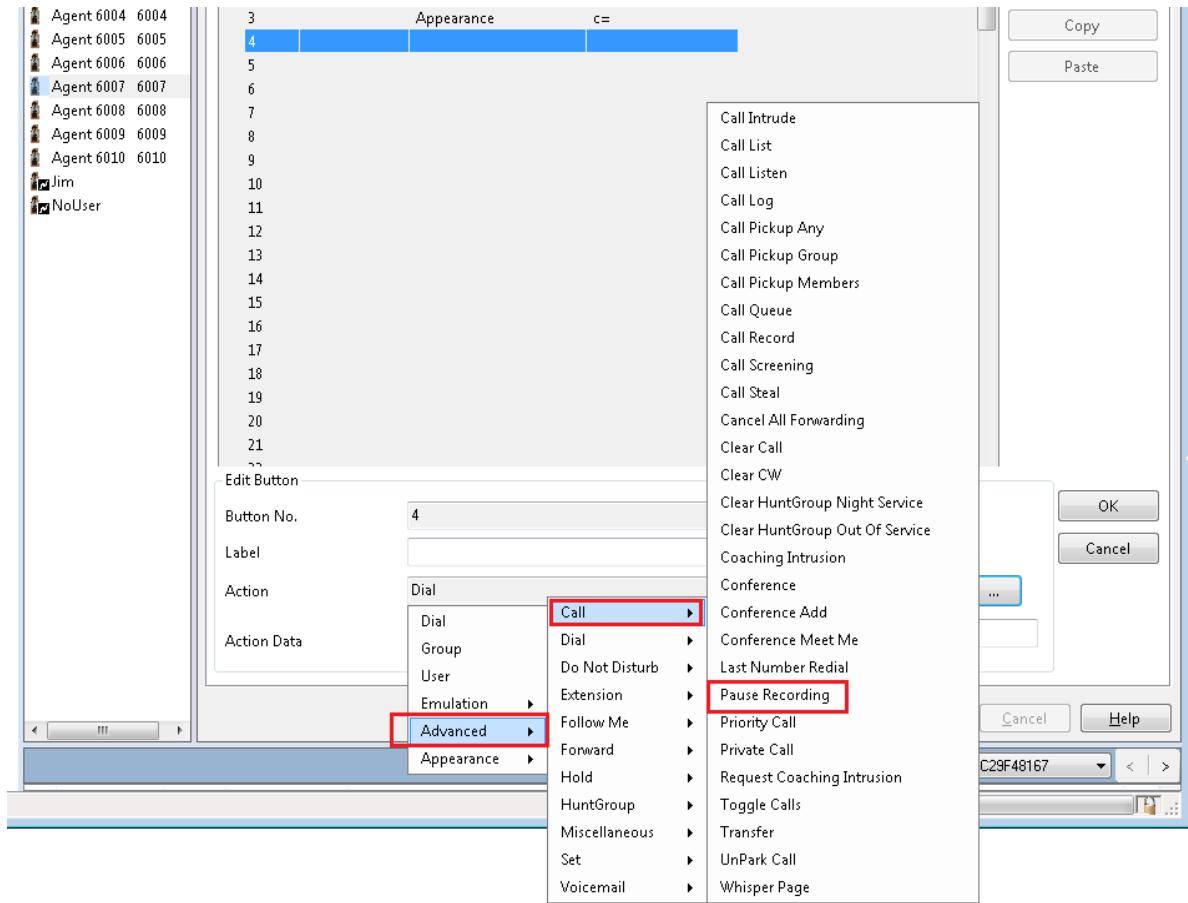 Agent 6004 6004
Agent 6005 6005
Agent 6006 6006
Agent 6007 6007
Agent 6008 6008
Agent 6009 6009
Agent 6010 6010
Jim
NoUser
3 Appearance c=
4
5
6
7
8
9
10
11
12
13
14
15
16
17
18
19
20
21
Copy
Paste
Edit Button
Button No. 4
Label
Action Dial
...
Action Data
OK
Cancel
Dial
Group
User
Emulation
Advanced
Appearance
Call
Dial
Do Not Disturb
Extension
Follow Me
Forward
Hold
HuntGroup
Miscellaneous
Set
Voicemail
Call Intrude
Call List
Call Listen
Call Log
Call Pickup Any
Call Pickup Group
Call Pickup Members
Call Queue
Call Record
Call Screening
Call Steal
Cancel All Forwarding
Clear Call
Clear CW
Clear HuntGroup Night Service
Clear HuntGroup Out Of Service
Coaching Intrusion
Conference
Conference Add
Conference Meet Me
Last Number Redial
Pause Recording
Priority Call
Private Call
Request Coaching Intrusion
Toggle Calls
Transfer
UnPark Call
Whisper Page
Cancel
Help
C29F48167
< >